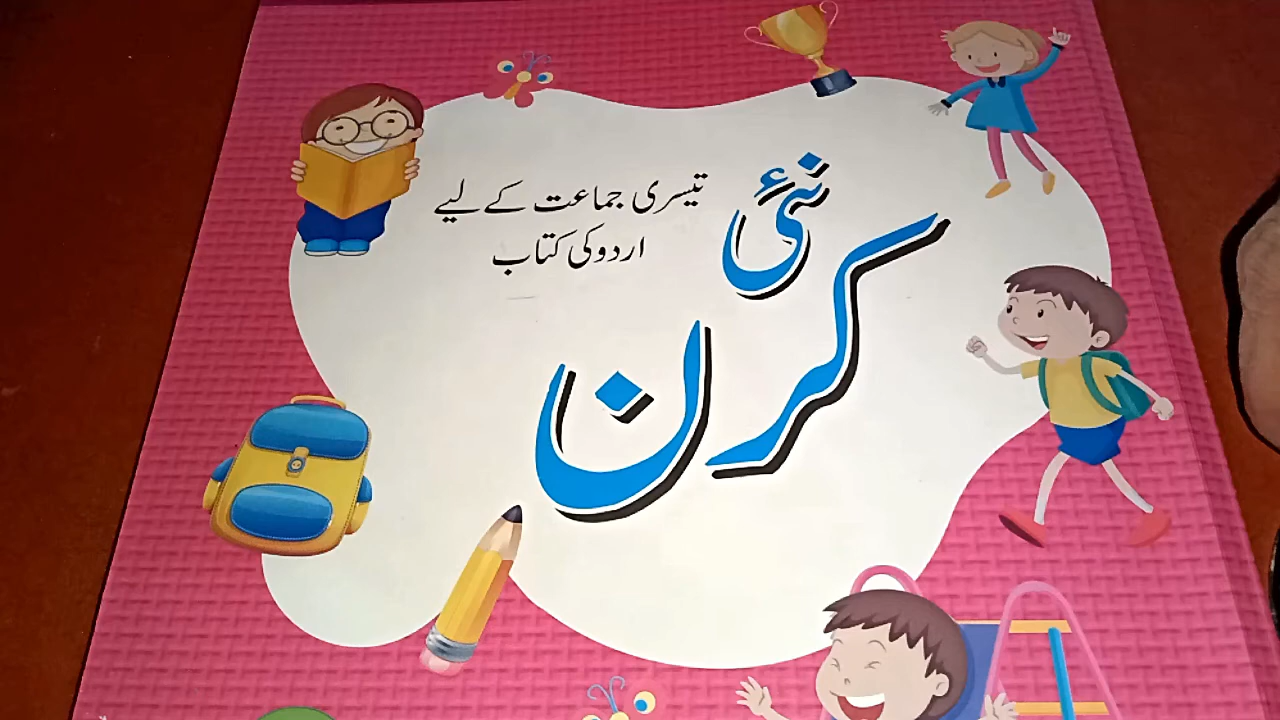 نئی
کرن
تیسری جماعت کے لیے
اردو کی کتاب